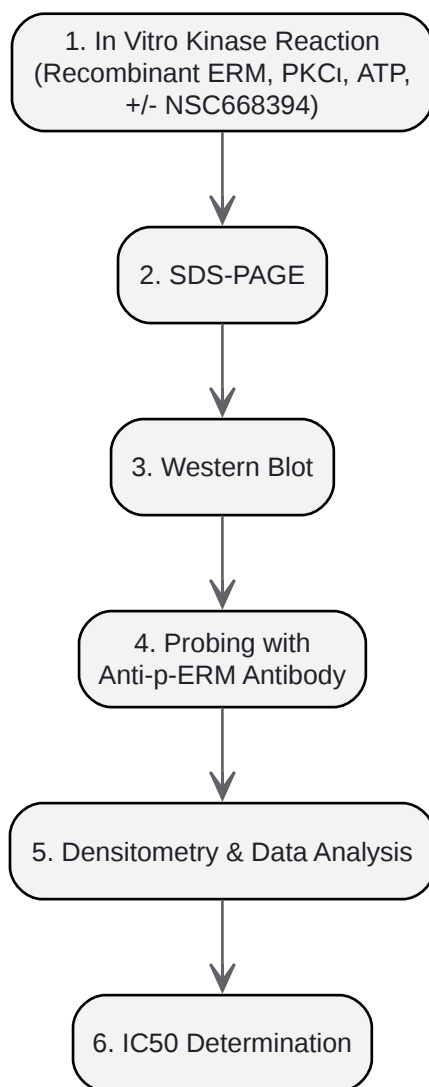 1. In Vitro Kinase Reaction
(Recombinant ERM, PKCι, ATP,
+/- NSC668394)
2. SDS-PAGE
3. Western Blot
4. Probing with
Anti-p-ERM Antibody
5. Densitometry & Data Analysis
6. IC50 Determination